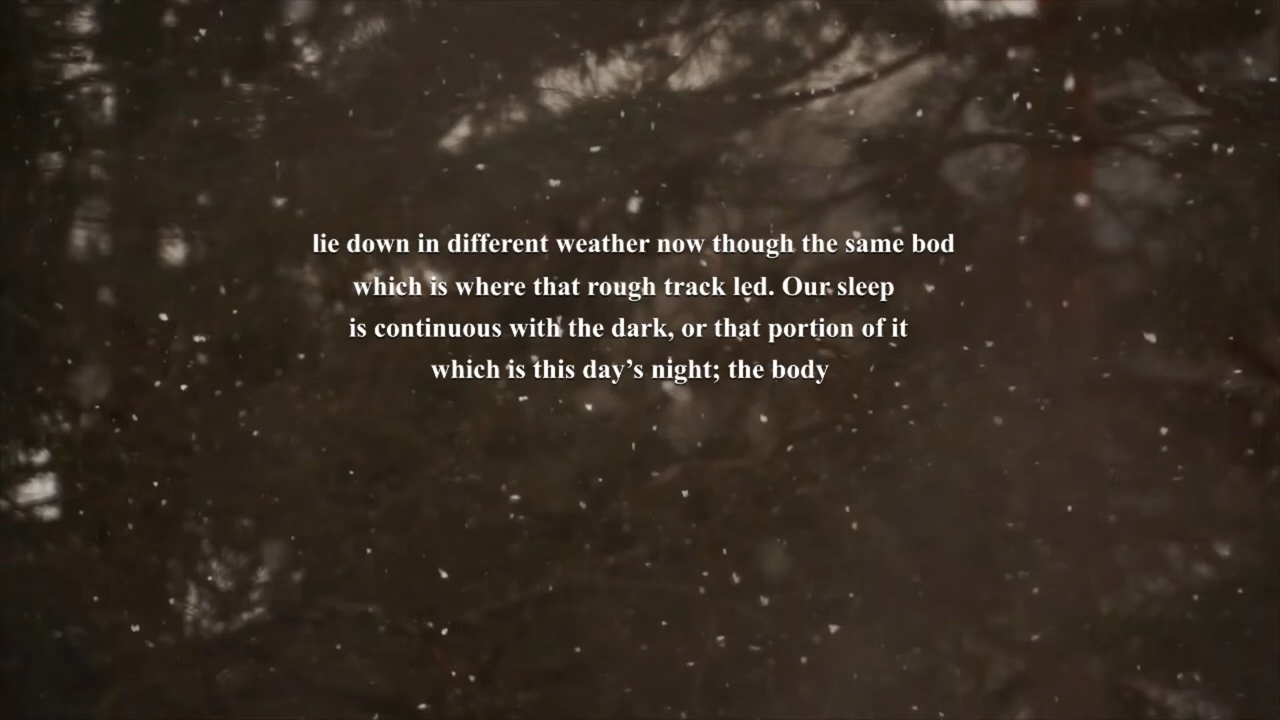 lie down in different weather now though the same bod
which is where that rough track led. Our sleep
is continuous with the dark, or that portion of it
which is this day’s night; the body